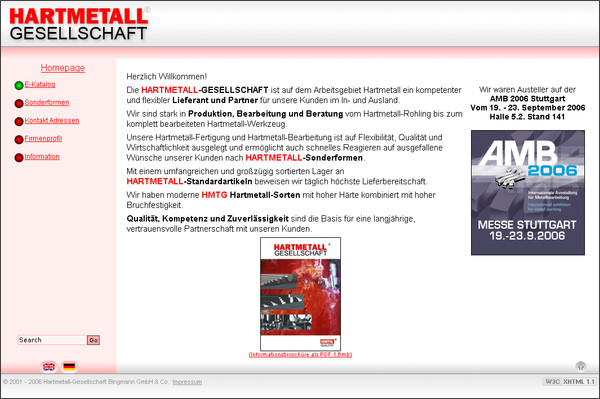 HARTMETALL
GESELLSCHAFT
Homepage
E-Katalog
Sonderformen
Kontakt Adressen
Firmenprofil
Information
Search
Go
Herzlich Willkommen!
Die HARTMETALL-GESELLSCHAFT ist auf dem Arbeitsgebiet Hartmetall ein kompetenter
und flexibler Lieferant und Partner für unsere Kunden im In- und Ausland.
Wir sind stark in Produktion, Bearbeitung und Beratung vom Hartmetall-Rohling bis zum
komplett bearbeiteten Hartmetall-Werkzeug.
Unsere Hartmetall-Fertigung und Hartmetall-Bearbeitung ist auf Flexibilität, Qualität und
Wirtschaftlichkeit ausgelegt und ermöglicht auch schnelles Reagieren auf ausgefallene
Wünsche unserer Kunden nach HARTMETALL-Sonderformen.
Mit einem umfangreichen und großzügig sortierten Lager an
HARTMETALL-Standardartikeln beweisen wir täglich höchste Lieferbereitschaft.
Wir haben moderne HMTG Hartmetall-Sorten mit hoher Härte kombiniert mit hoher
Bruchfestigkeit.
Qualität, Kompetenz und Zuverlässigkeit sind die Basis für eine langjährige,
vertrauensvolle Partnerschaft mit unseren Kunden.
HARTMETALL
GESELLSCHAFT
(Informationsbroschüre als PDF 1.6mb)
Wir waren Austeller auf der
AMB 2006 Stuttgart
Vom 19. - 23. September 2006
Halle 5.2. Stand 141
AMB
2006
Internationale Ausstellung
für Metallbearbeitung
International exhibition
for metal working
MESSE STUTTGART
19.-23.9.2006
© 2001 - 2006 Hartmetall-Gesellschaft Bingmann GmbH & Co. Impressum
W3C XHTML 1.1